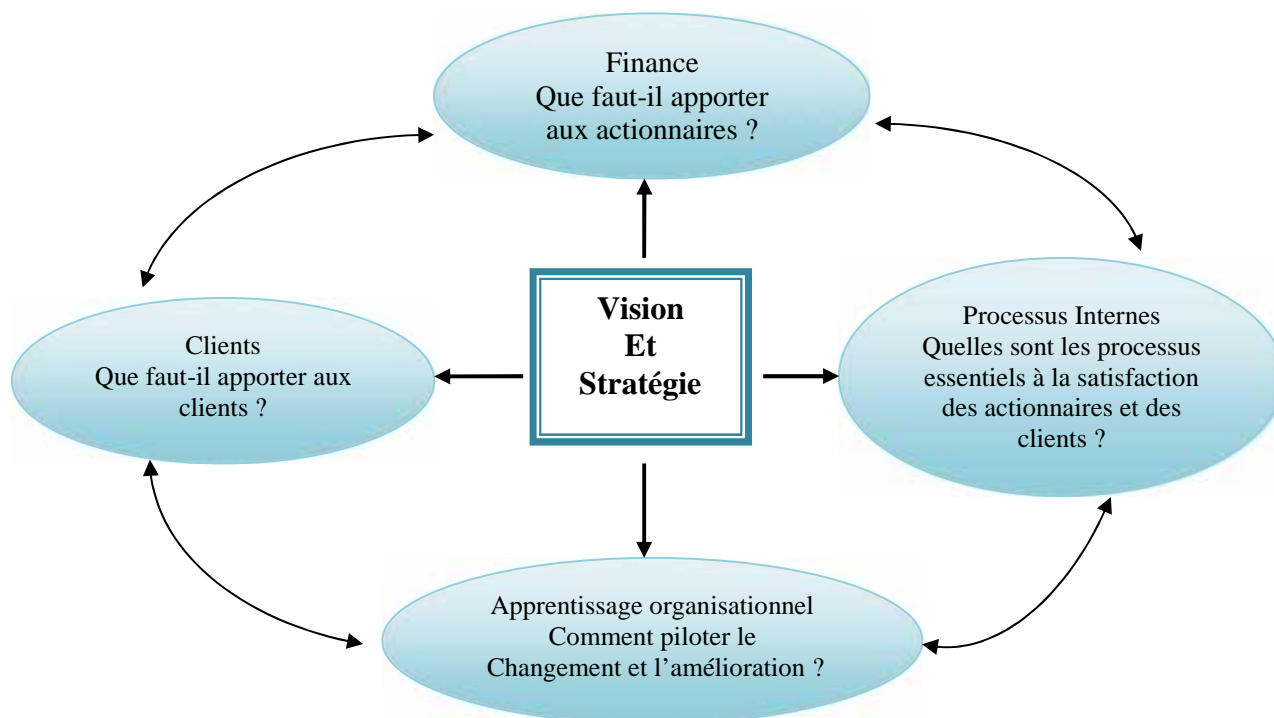 Finance
Que faut-il apporter
aux actionnaires ?
Vision
Et
Stratégie
Clients
Que faut-il apporter aux
clients ?
Processus Internes
Quelles sont les processus
essentiels à la satisfaction
des actionnaires et des
clients ?
Apprentissage organisationnel
Comment piloter le
Changement et l’amélioration ?